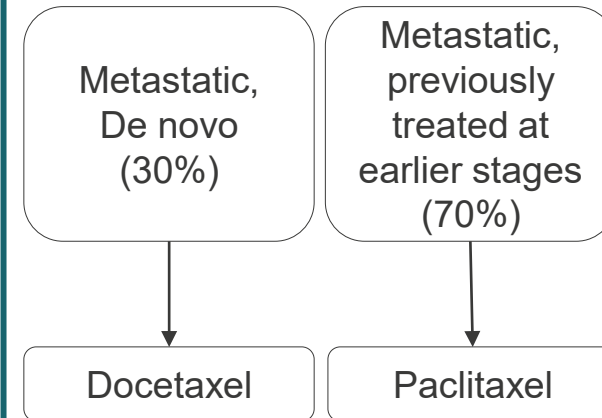 Metastatic,
De novo
(30%)
Metastatic,
previously
treated at
earlier stages
(70%)
Docetaxel
Paclitaxel